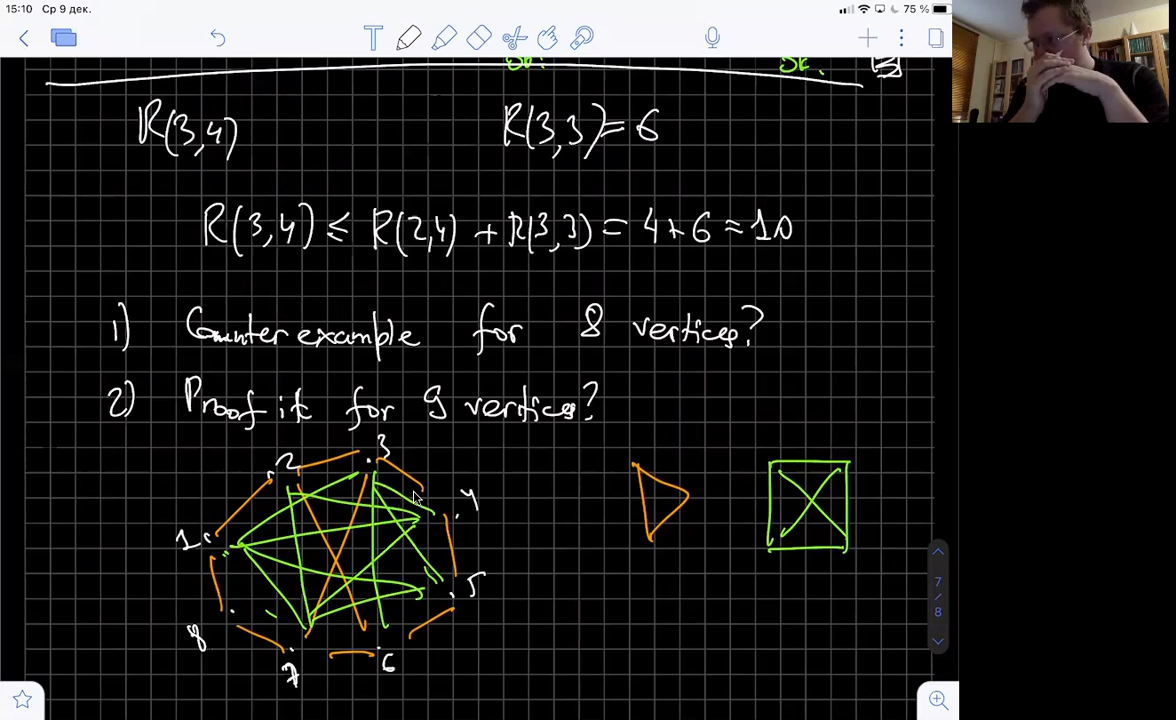 15:10 Ср 9 дек.
75 %
R(3,4)
R(3,3) = 6
R(3,4) ≤ R(2,4) + R(3,3) = 4+6 = 10
1) Counterexample for 8 vertices?
2) Proof it for 9 vertices?
3
2
4
1
5
8
7
6
7 / 8